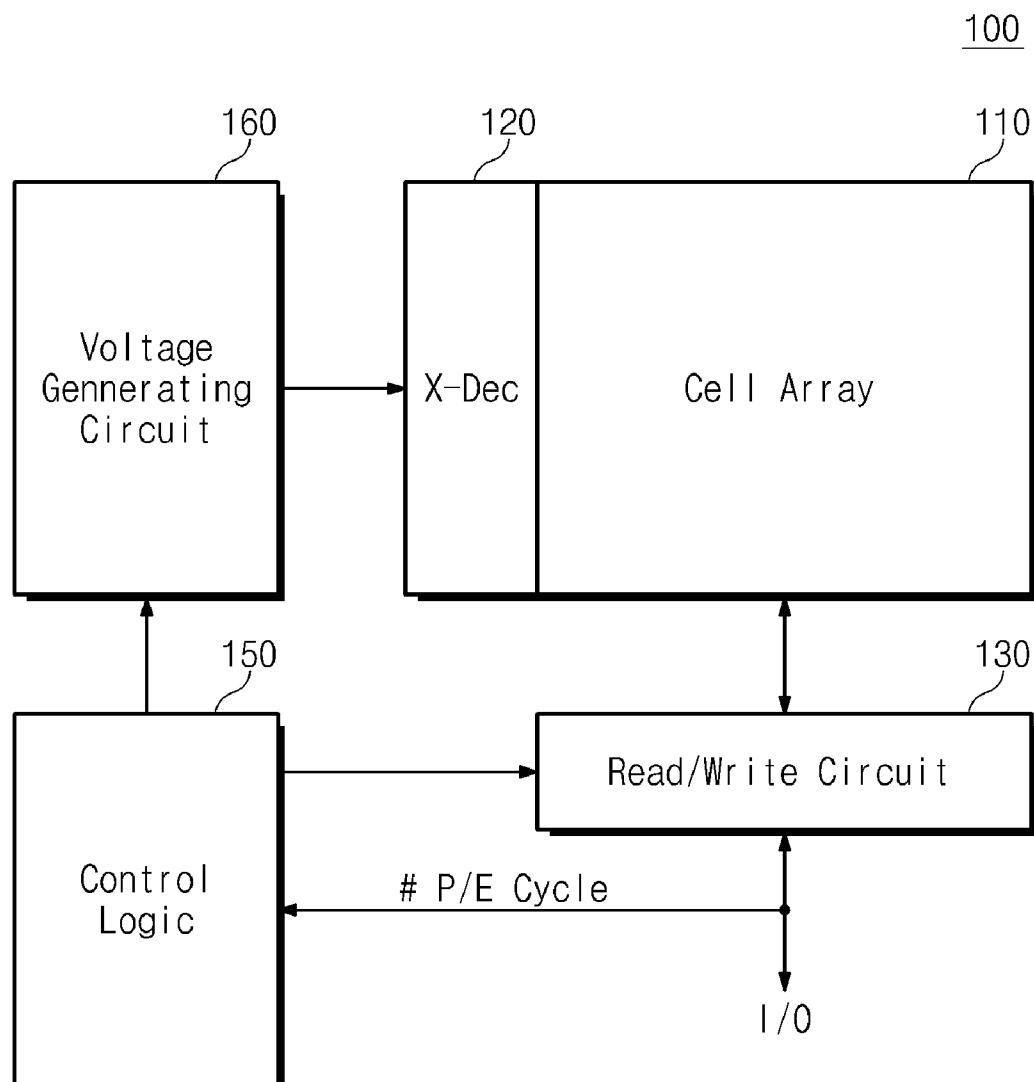 100
160
120
110
Voltage
Gennerating
Circuit
X-Dec
Cell Array
150
130
Read/Write Circuit
Control
Logic
# P/E Cycle
I/O